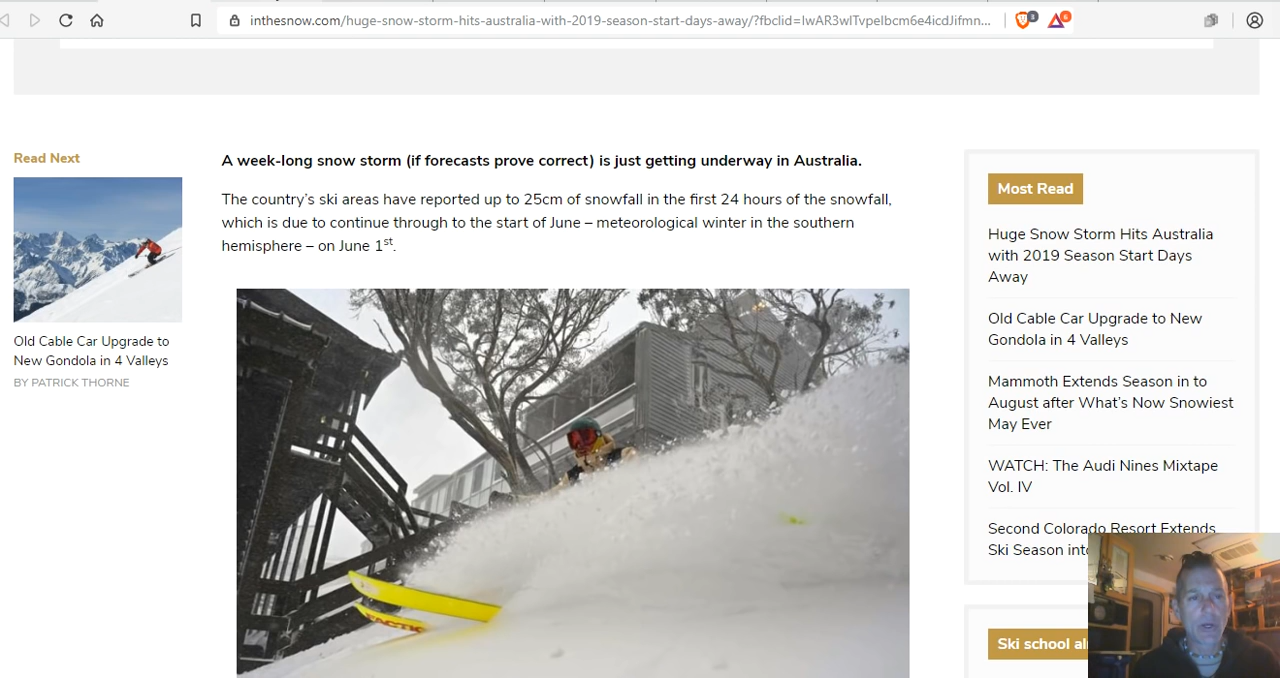 inthesnow.com/huge-snow-storm-hits-australia-with-2019-season-start-days-away/?fbclid=IwAR3wITvpelbcm6e4icdJifmn...
Read Next
Old Cable Car Upgrade to
New Gondola in 4 Valleys
BY PATRICK THORNE
A week-long snow storm (if forecasts prove correct) is just getting underway in Australia.
The country's ski areas have reported up to 25cm of snowfall in the first 24 hours of the snowfall,
which is due to continue through to the start of June – meteorological winter in the southern
hemisphere – on June 1st.
Most Read
Huge Snow Storm Hits Australia
with 2019 Season Start Days
Away
Old Cable Car Upgrade to New
Gondola in 4 Valleys
Mammoth Extends Season in to
August after What's Now Snowiest
May Ever
WATCH: The Audi Nines Mixtape
Vol. IV
Second Colorado Resort Extends
Ski Season into
Ski school